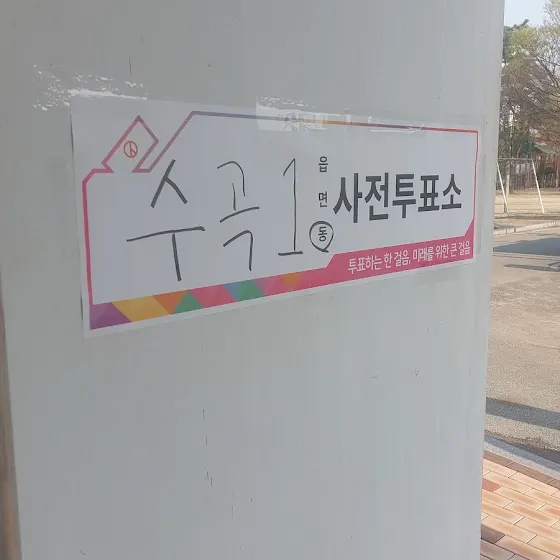 수곡1 읍 면 동 사전투표소
투표하는 한 걸음, 미래를 위한 큰 걸음